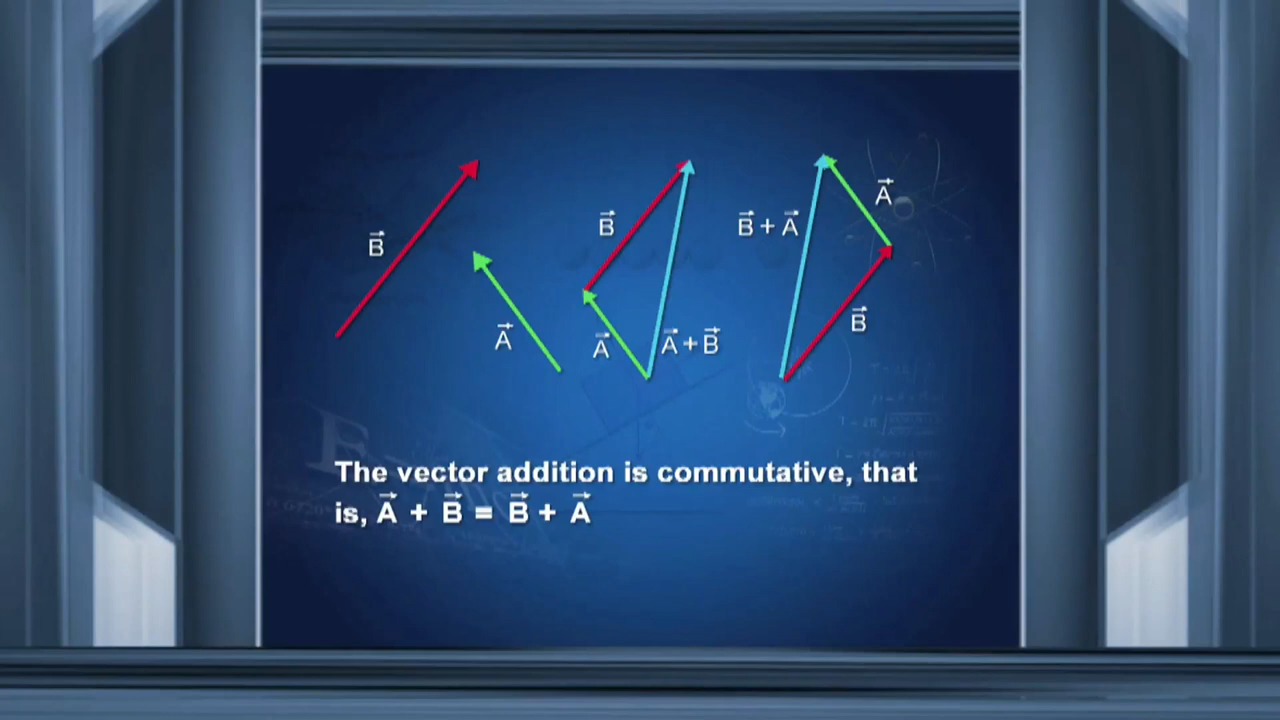 B⃗
A⃗
B⃗
A⃗
A⃗ + B⃗
B⃗ + A⃗
A⃗
B⃗
The vector addition is commutative, that
is, A⃗ + B⃗ = B⃗ + A⃗